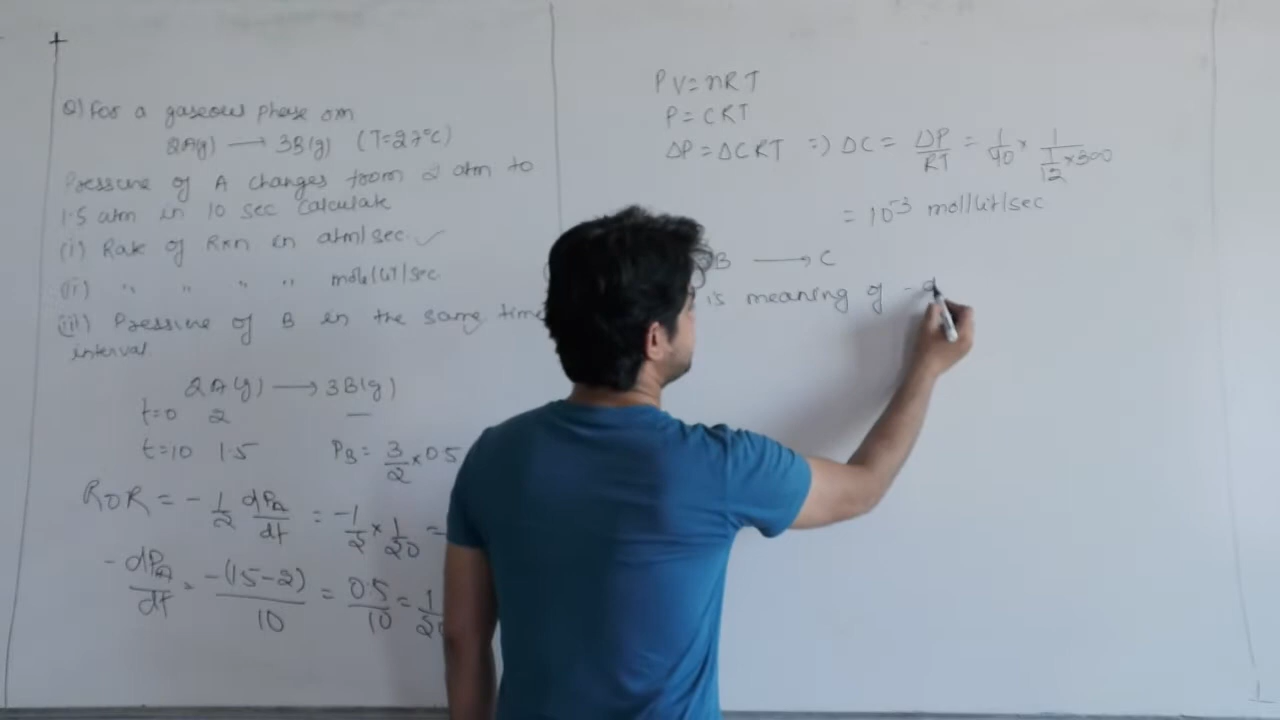 Q) For a gaseous phase rxn
2A(g) ⟶ 3B(g) (T=27°C)
Pressure of A changes from 2 atm to
1.5 atm in 10 sec Calculate
(i) Rate of Rxn in atm/sec. ✓
(ii) " " " " mole/lit/sec
(iii) Pressure of B in the same time
interval
2A(g) ⟶ 3B(g)
t=0 2 —
t=10 1.5 P_B = 3/2 × 0.5
ROR = - 1/2 dP_A/dt = -1/2 × 1/20 =
- dP_A/dt = -(1.5-2)/10 = 0.5/10 = 1/20
PV = nRT
P = CRT
ΔP = ΔCRT ⇒ ΔC = ΔP/RT = 1/40 × 1/(1/12 × 300)
= 10^-3 mol/lit/sec
B ⟶ C
is meaning of - d